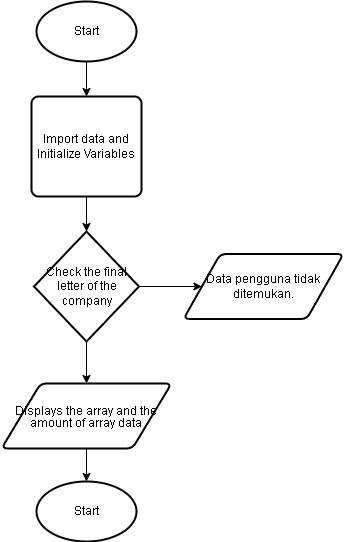 Start
Import data and
Initialize Variables
Check the final
letter of the
company
Data pengguna tidak
ditemukan.
Displays the array and the
amount of array data
Start